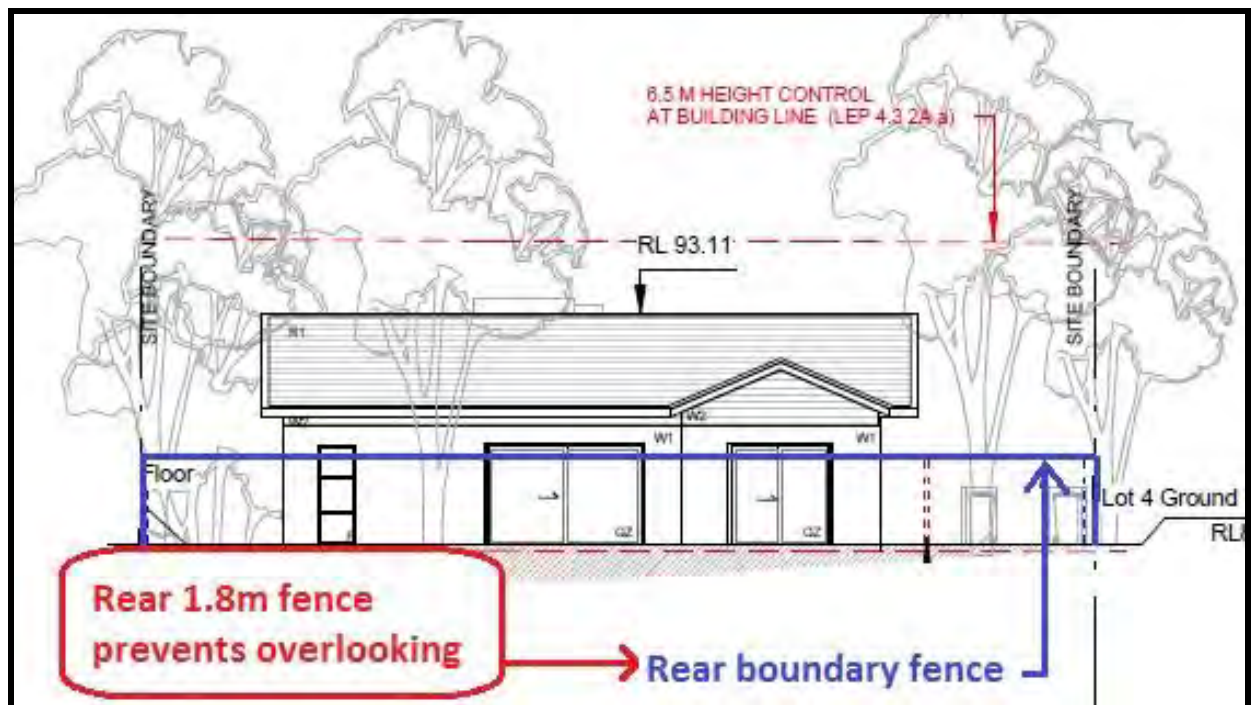 6.5 M HEIGHT CONTROL
AT BUILDING LINE (LEP 4.3 2A a)
SITE BOUNDARY
SITE BOUNDARY
RL 93.11
R1
W2
W2
W1
W1
Floor
GZ
GZ
Lot 4 Ground
Rear 1.8m fence
prevents overlooking
Rear boundary fence